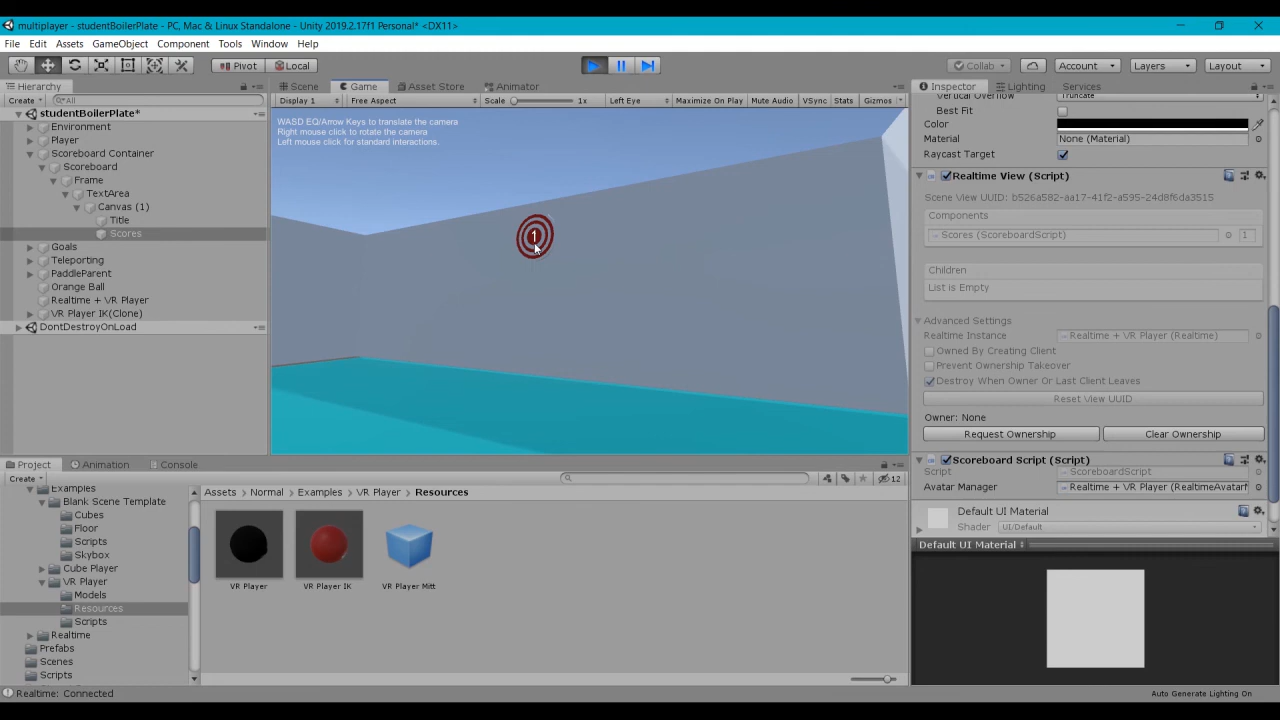 multiplayer - studentBoilerPlate - PC, Mac & Linux Standalone - Unity 2019.2.17f1 Personal* <DX11>
File Edit Assets GameObject Component Tools Window Help
Pivot Local Collab Account Layers Layout
Hierarchy Scene Game Asset Store Animator Inspector Lighting Services
Create All Display 1 Free Aspect Scale 1x Left Eye Maximize On Play Mute Audio VSync Stats Gizmos
studentBoilerPlate*
Environment
Player
Scoreboard Container
Scoreboard
Frame
TextArea
Canvas (1)
Title
Scores
Goals
Teleporting
PaddleParent
Orange Ball
Realtime + VR Player
VR Player IK(Clone)
DontDestroyOnLoad
WASD EQ/Arrow Keys to translate the camera
Right mouse click to rotate the camera
Left mouse click for standard interactions.
1
Vertical Overflow Truncate
Best Fit
Color
Material None (Material)
Raycast Target
Realtime View (Script)
Scene View UUID: b526a582-aa17-41f2-a595-24d8f6da3515
Components
Scores (ScoreboardScript) 1
Children
List is Empty
Advanced Settings
Realtime Instance Realtime + VR Player (Realtime)
Owned By Creating Client
Prevent Ownership Takeover
Destroy When Owner Or Last Client Leaves
Reset View UUID
Owner: None
Request Ownership Clear Ownership
Scoreboard Script (Script)
Script ScoreboardScript
Avatar Manager Realtime + VR Player (RealtimeAvatarM
Default UI Material
Shader UI/Default
Default UI Material
Project Animation Console
Create 12
Examples
Blank Scene Template
Cubes
Floor
Scripts
Skybox
Cube Player
VR Player
Models
Resources
Scripts
Realtime
Prefabs
Scenes
Scripts
Assets Normal Examples VR Player Resources
VR Player VR Player IK VR Player Mitt
Realtime: Connected
Auto Generate Lighting On